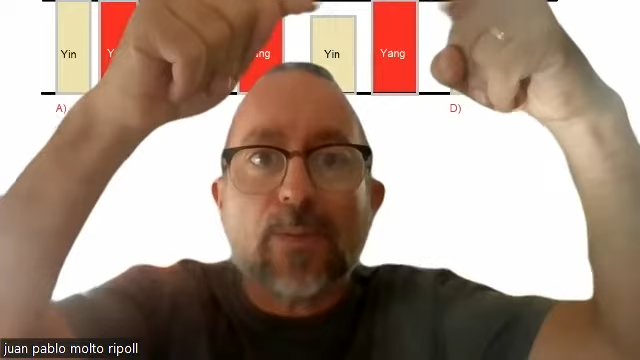 Yin
Yin
Yang
A)
D)
juan pablo molto ripoll